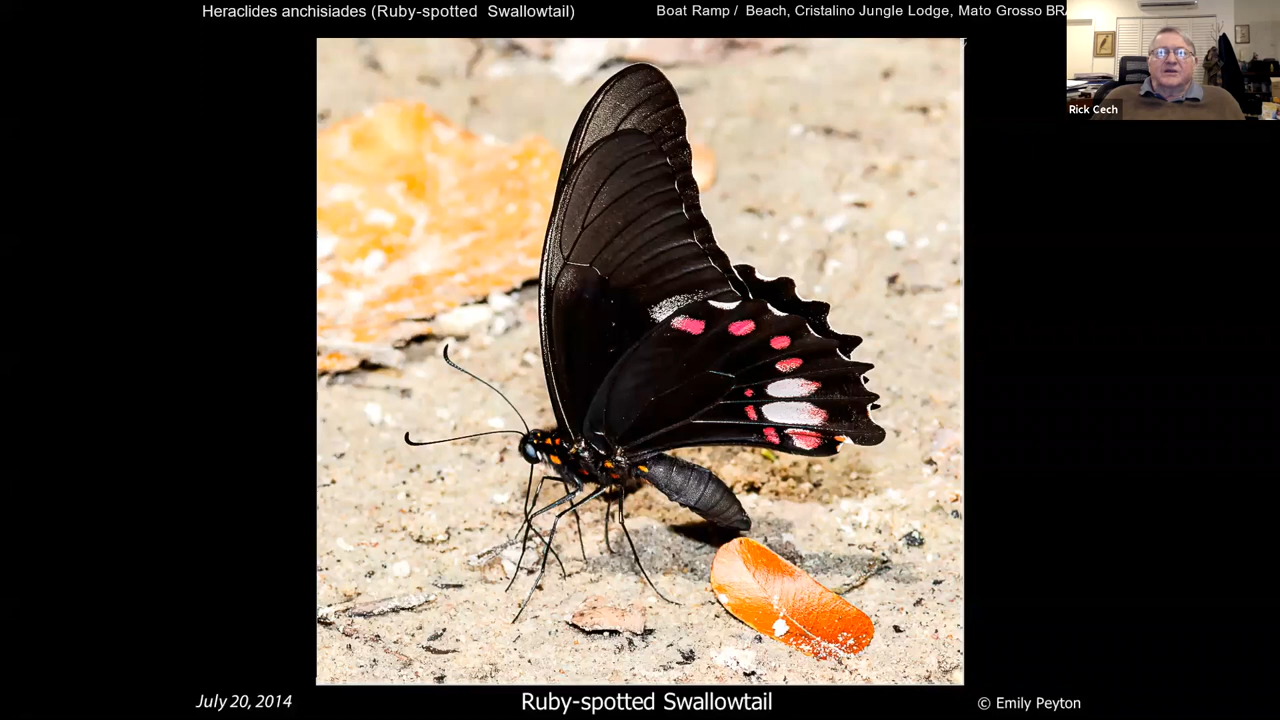 Heraclides anchisiades (Ruby-spotted Swallowtail)
Boat Ramp / Beach, Cristalino Jungle Lodge, Mato Grosso BR
Rick Cech
July 20, 2014
Ruby-spotted Swallowtail
© Emily Peyton